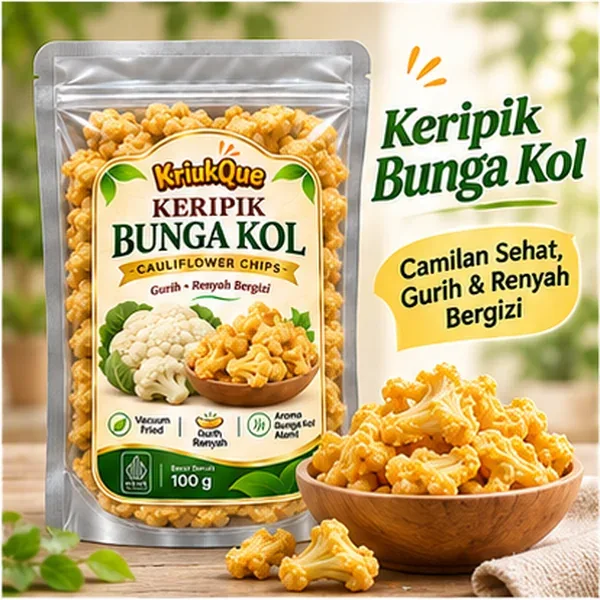 KriukQue
KERIPIK
BUNGA KOL
CAULIFLOWER CHIPS
Gurih • Renyah Bergizi
Vacuum
Fried
Gurih
Renyah
Aroma
Bunga Kol
Alami
100 g
Keripik
Bunga Kol
Camilan Sehat,
Gurih & Renyah
Bergizi